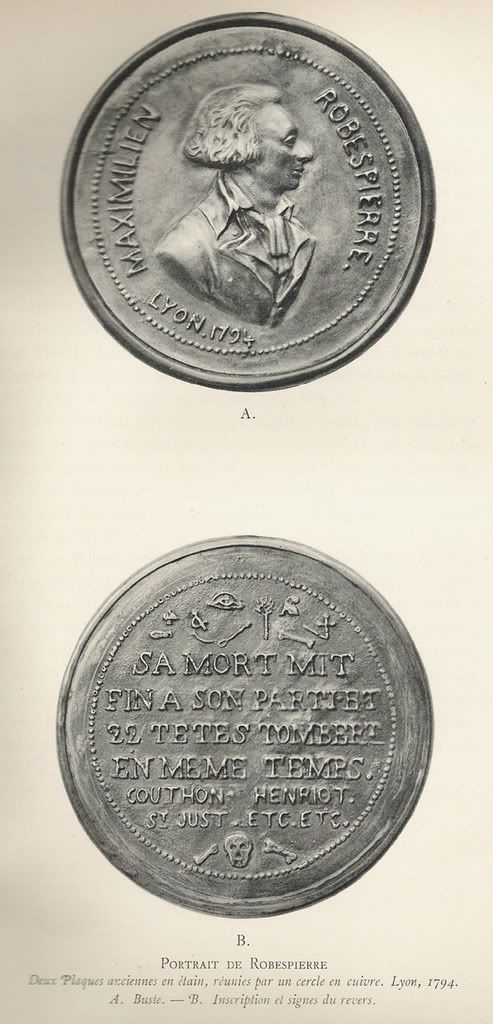 MAXIMILIEN
ROBESPIERRE.
LYON. 1794
A.
SA MORT MIT
FIN A SON PARTI ET
22 TETES TOMBERT
EN MEME TEMPS.
COUTHON. HENRIOT.
ST JUST. ETC. ETC.
B.
PORTRAIT DE ROBESPIERRE
Deux Plaques anciennes en étain, réunies par un cercle en cuivre. Lyon, 1794.
A. Buste. — B. Inscription et signes du revers.